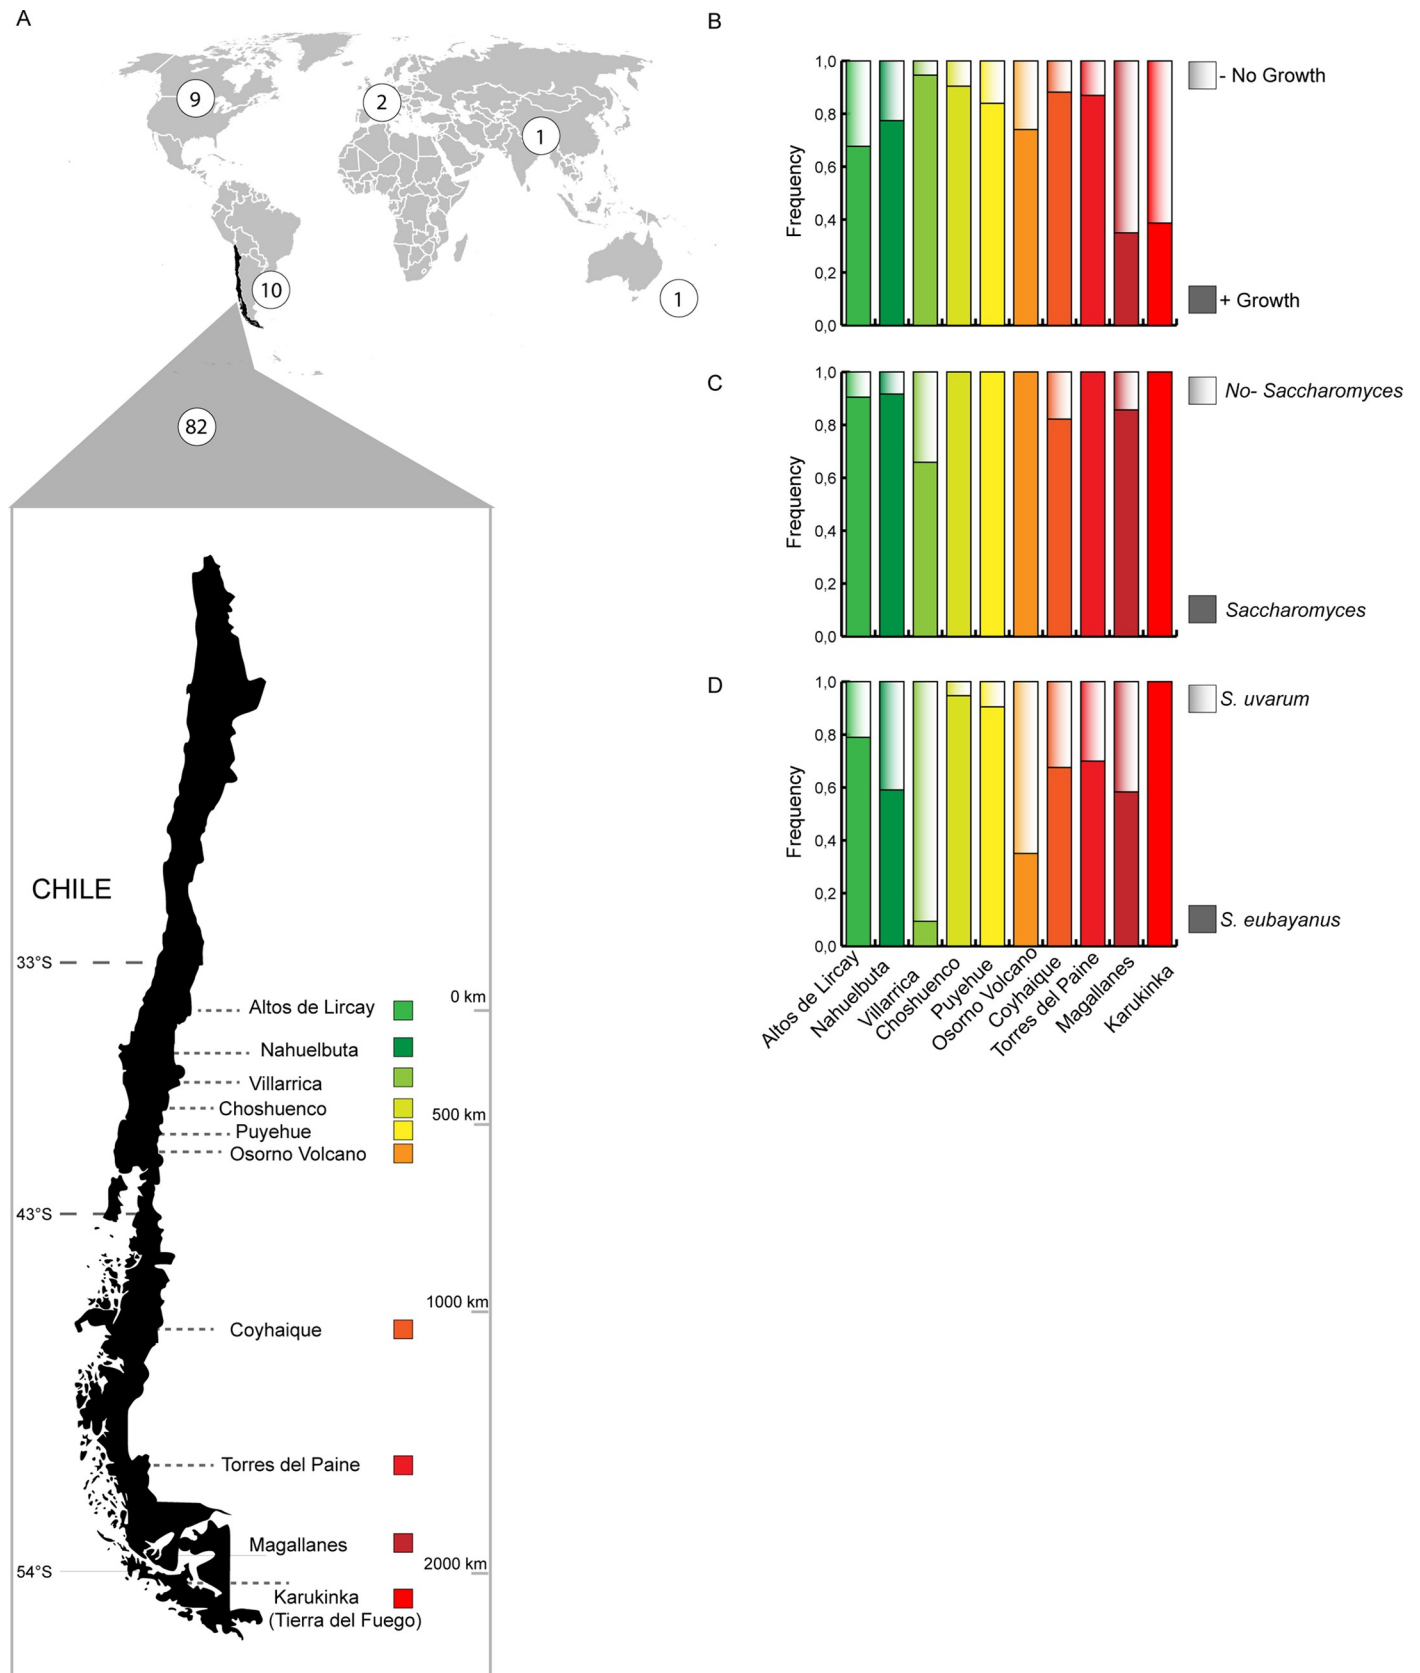 A
9
2
1
10
1
82
CHILE
33°S
0 km
Altos de Lircay
Nahuelbuta
Villarrica
Choshuenco
500 km
Puyehue
Osorno Volcano
43°S
1000 km
Coyhaique
Torres del Paine
Magallanes
2000 km
54°S
Karukinka
(Tierra del Fuego)
B
Frequency
1,0
0,8
0,6
0,4
0,2
0,0
- No Growth
+ Growth
C
Frequency
1,0
0,8
0,6
0,4
0,2
0,0
No- Saccharomyces
Saccharomyces
D
Frequency
1,0
0,8
0,6
0,4
0,2
0,0
S. uvarum
S. eubayanus
Altos de Lircay
Nahuelbuta
Villarrica
Choshuenco
Puyehue
Osorno Volcano
Coyhaique
Torres del Paine
Magallanes
Karukinka